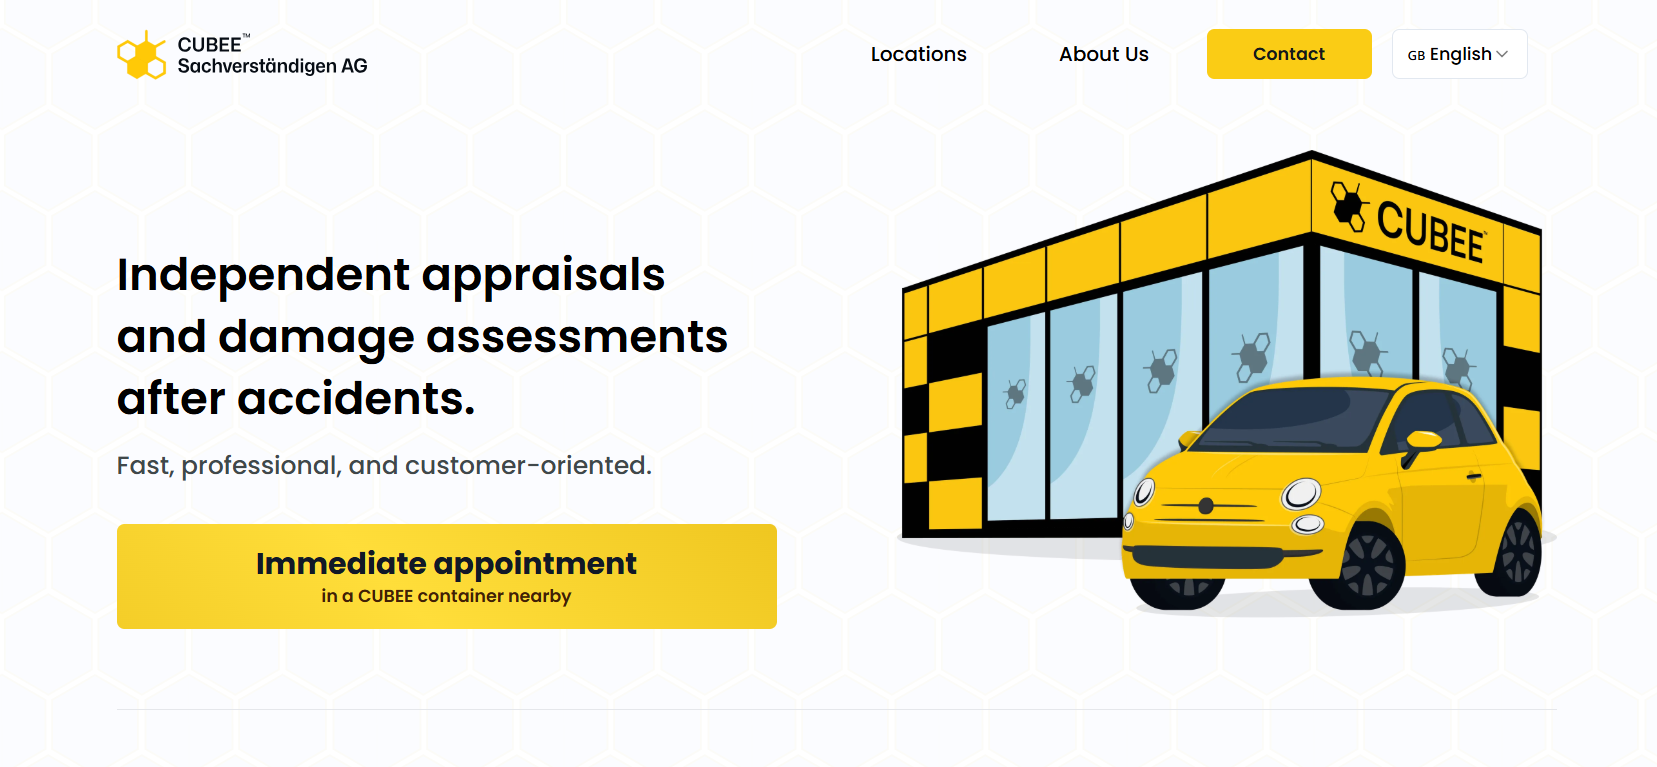 CUBEE™
Sachverständigen AG
Locations
About Us
Contact
GB English
CUBEE™
Independent appraisals
and damage assessments
after accidents.
Fast, professional, and customer-oriented.
Immediate appointment
in a CUBEE container nearby